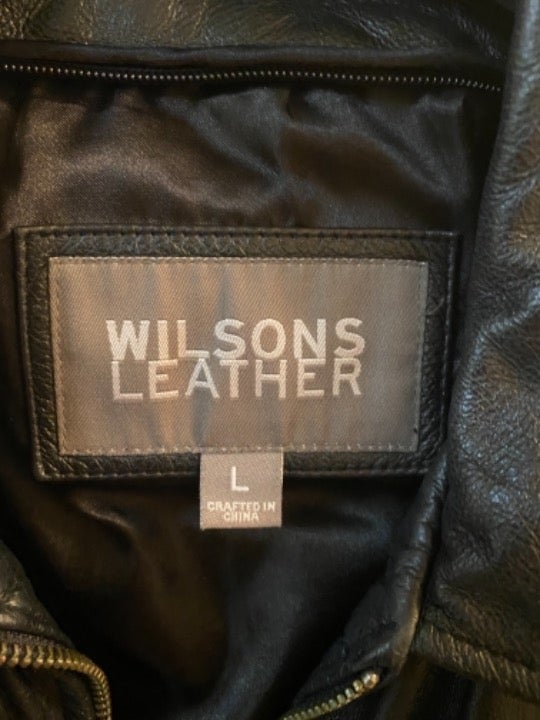 WILSONS
LEATHER
L
CRAFTED IN
CHINA